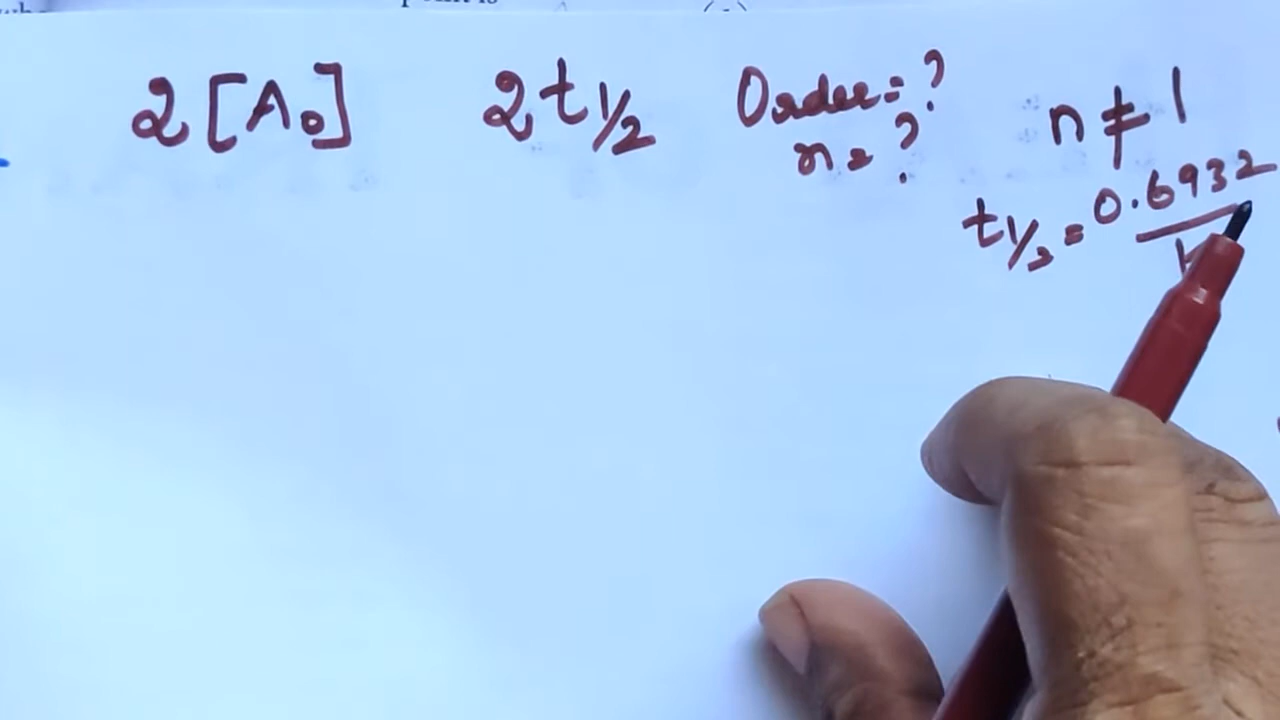 2[A₀] 2t1/2 Order = ? n ≠ 1
n = ?
t1/2 = 0.6932